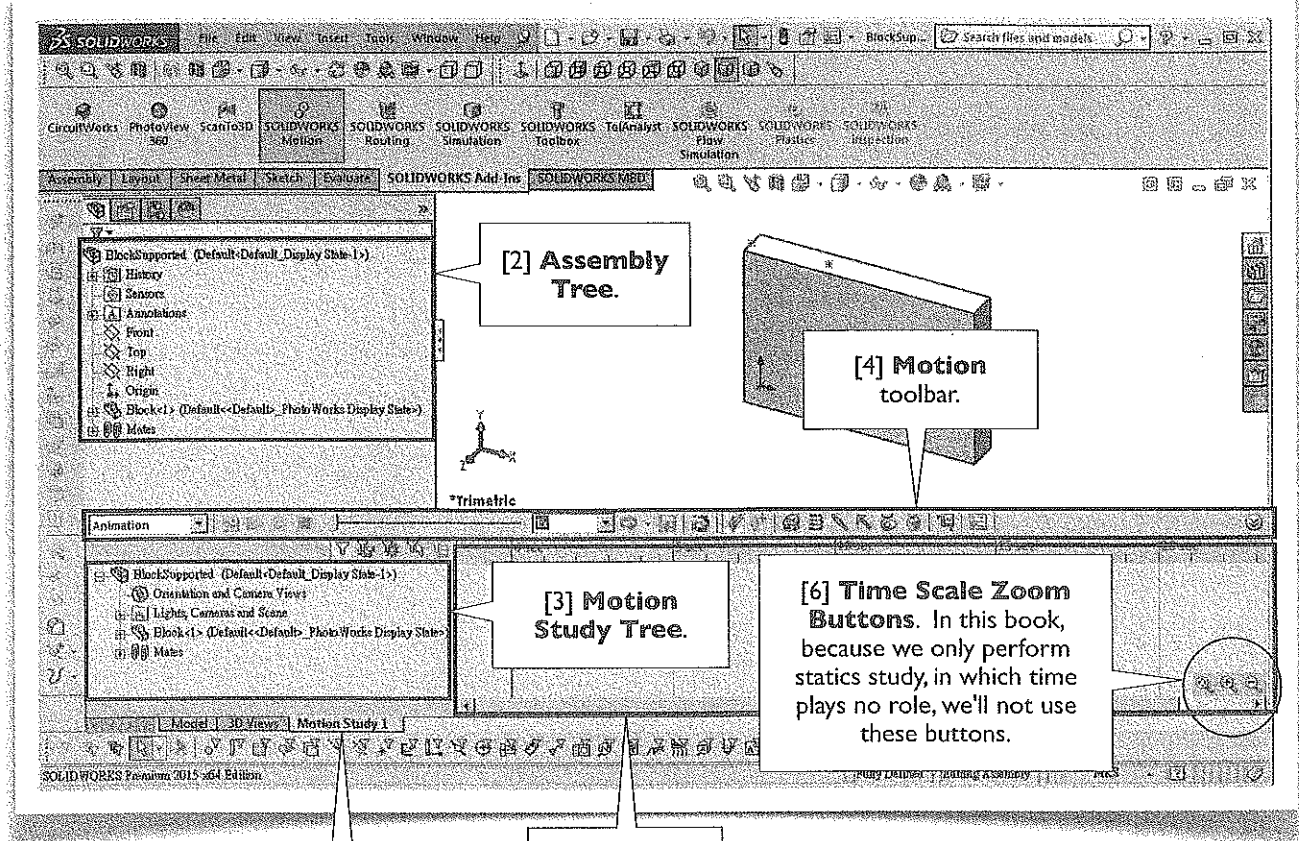 SOLIDWORKS File Edit View Insert Tools Window Help BlockSup... Search files and models
CircuitWorks PhotoView 360 ScanTo3D SOLIDWORKS Motion SOLIDWORKS Routing SOLIDWORKS Simulation SOLIDWORKS Toolbox TolAnalyst SOLIDWORKS Flow Simulation SOLIDWORKS Plastics SOLIDWORKS Inspection
Assembly Layout Sheet Metal Sketch Evaluate SOLIDWORKS Add-Ins SOLIDWORKS MBD
BlockSupported (Default<Default_Display State-1>)
History
Sensors
Annotations
Front
Top
Right
Origin
Block<1> (Default<<Default>_PhotoWorks Display State>)
Mates
[2] Assembly
Tree.
[4] Motion
toolbar.
Y
Z X
*Trimetric
Animation
BlockSupported (Default<Default_Display State-1>)
Orientation and Camera Views
Lights, Cameras and Scene
Block<1> (Default<<Default>_PhotoWorks Display State>
Mates
[3] Motion
Study Tree.
[6] Time Scale Zoom
Buttons. In this book,
because we only perform
statics study, in which time
plays no role, we'll not use
these buttons.
Model 3D Views Motion Study 1
SOLIDWORKS Premium 2015 x64 Edition Fully Defined Editing Assembly MKS